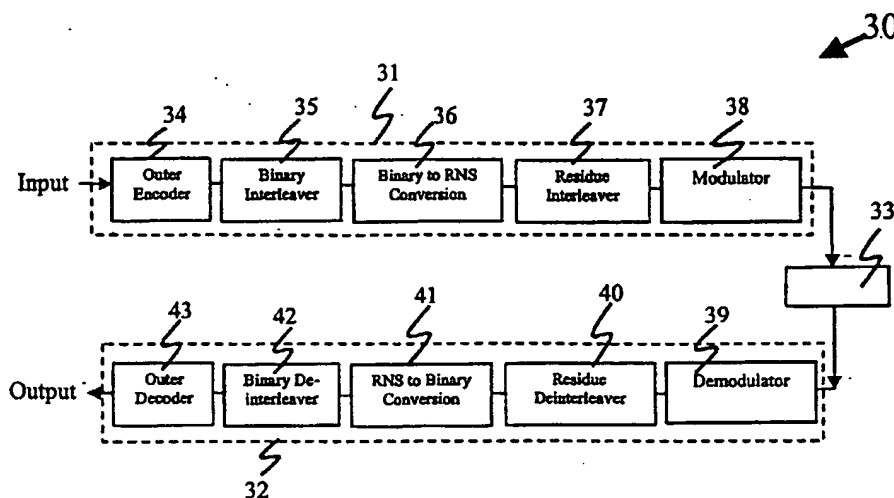 30
31
34
35
36
37
38
Input
Outer
Encoder
Binary
Interleaver
Binary to RNS
Conversion
Residue
Interleaver
Modulator
33
43
42
41
40
39
Output
Outer
Decoder
Binary De-
interleaver
RNS to Binary
Conversion
Residue
Deinterleaver
Demodulator
32